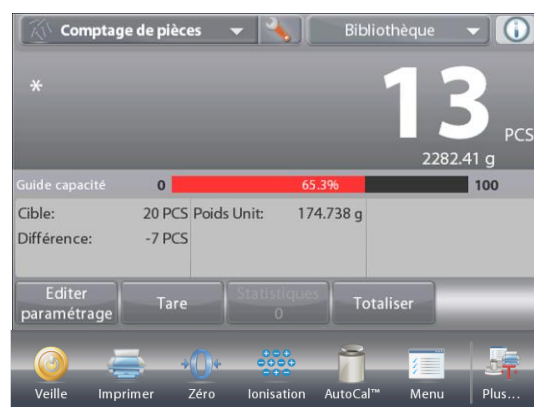 Comptage de pièces
Bibliothèque
*
13 PCS
2282.41 g
Guide capacité 0 65.3% 100
Cible: 20 PCS Poids Unit: 174.738 g
Différence: -7 PCS
Editer paramétrage
Tare
Statistiques 0
Totaliser
Veille Imprimer Zéro Ionisation AutoCal™ Menu Plus...